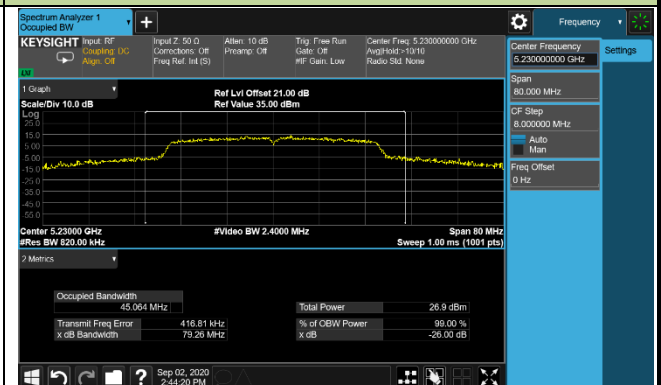 Spectrum Analyzer 1
Occupied BW
Frequency
KEYSIGHT
Input: RF
Coupling: DC
Align: Off
Input Z: 50 Ω
Corrections: Off
Freq Ref: Int (S)
Atten: 10 dB
Preamp: Off
Trig: Free Run
Gate: Off
#IF Gain: Low
Center Freq: 5.230000000 GHz
Avg|Hold:>10/10
Radio Std: None
LXI
Center Frequency
5.230000000 GHz
Settings
Span
80.000 MHz
CF Step
8.000000 MHz
Auto
Man
Freq Offset
0 Hz
1 Graph
Scale/Div 10.0 dB
Ref Lvl Offset 21.00 dB
Ref Value 35.00 dBm
Log
25.0
15.0
5.00
-5.00
-15.0
-25.0
-35.0
-45.0
-55.0
Center 5.23000 GHz
#Res BW 820.00 kHz
#Video BW 2.4000 MHz
Span 80 MHz
Sweep 1.00 ms (1001 pts)
2 Metrics
Occupied Bandwidth
45.064 MHz
Total Power 26.9 dBm
Transmit Freq Error 416.81 kHz
% of OBW Power 99.00 %
x dB Bandwidth 79.26 MHz
x dB -26.00 dB
?
Sep 02, 2020
2:44:20 PM